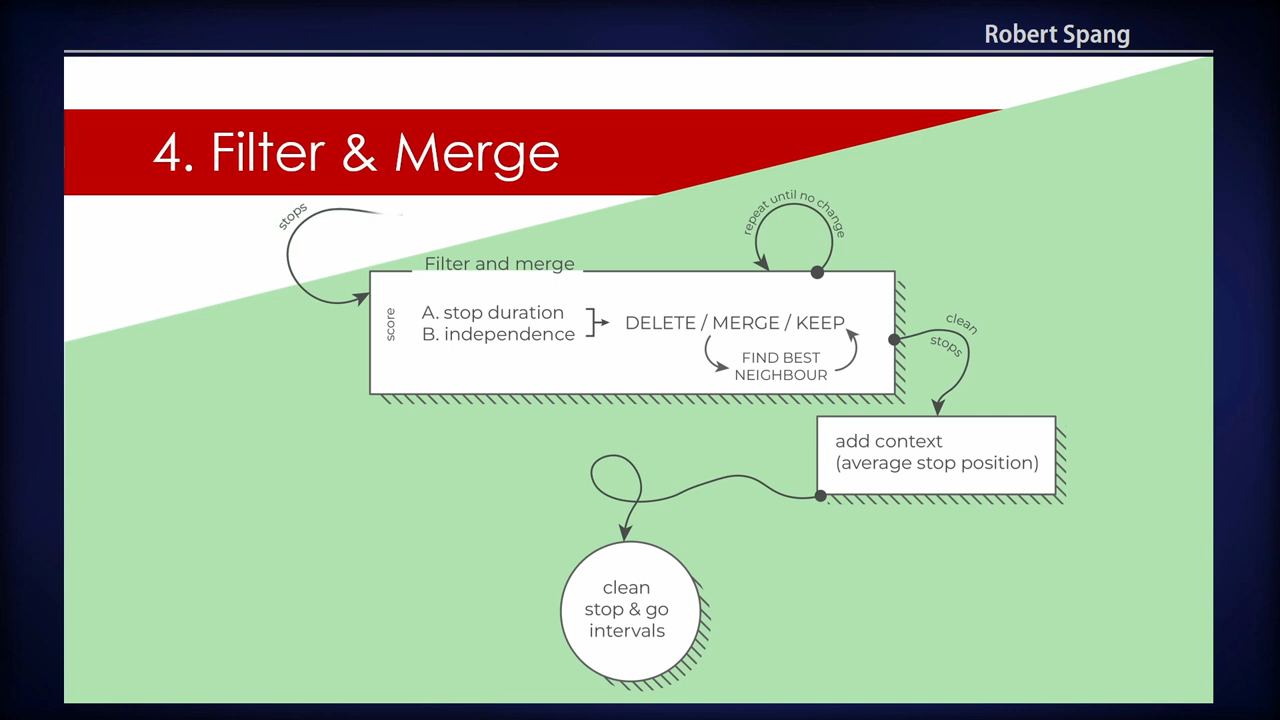 Robert Spang
4. Filter & Merge
stops
repeat until no change
Filter and merge
score
A. stop duration
B. independence
DELETE / MERGE / KEEP
FIND BEST
NEIGHBOUR
clean
stops
add context
(average stop position)
clean
stop & go
intervals